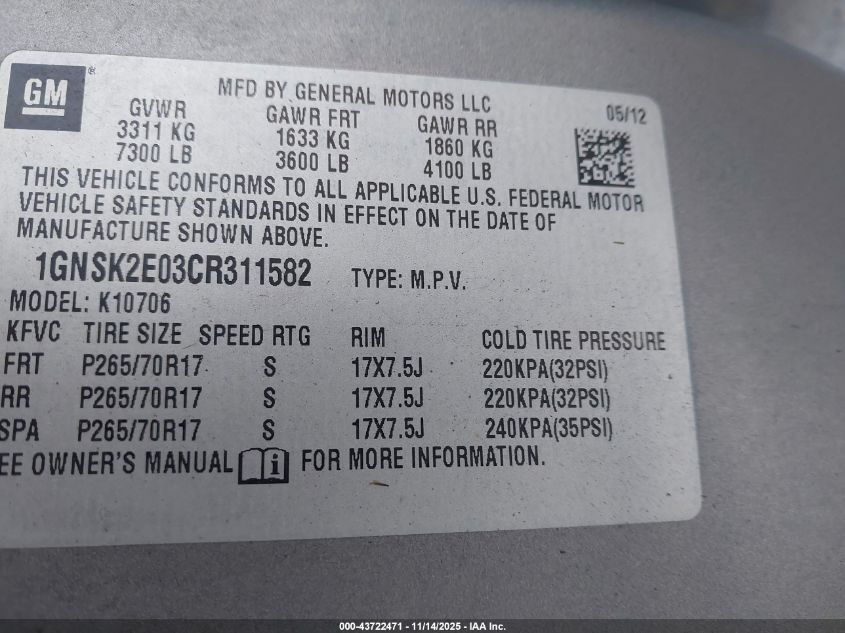 GM
MFD BY GENERAL MOTORS LLC
05/12
GVWR GAWR FRT GAWR RR
3311 KG 1633 KG 1860 KG
7300 LB 3600 LB 4100 LB
THIS VEHICLE CONFORMS TO ALL APPLICABLE U.S. FEDERAL MOTOR
VEHICLE SAFETY STANDARDS IN EFFECT ON THE DATE OF
MANUFACTURE SHOWN ABOVE.
1GNSK2E03CR311582 TYPE: M.P.V.
MODEL: K10706
KFVC TIRE SIZE SPEED RTG RIM COLD TIRE PRESSURE
FRT P265/70R17 S 17X7.5J 220KPA(32PSI)
RR P265/70R17 S 17X7.5J 220KPA(32PSI)
SPA P265/70R17 S 17X7.5J 240KPA(35PSI)
EE OWNER'S MANUAL FOR MORE INFORMATION.
000-43722471 - 11/14/2025 - IAA Inc.